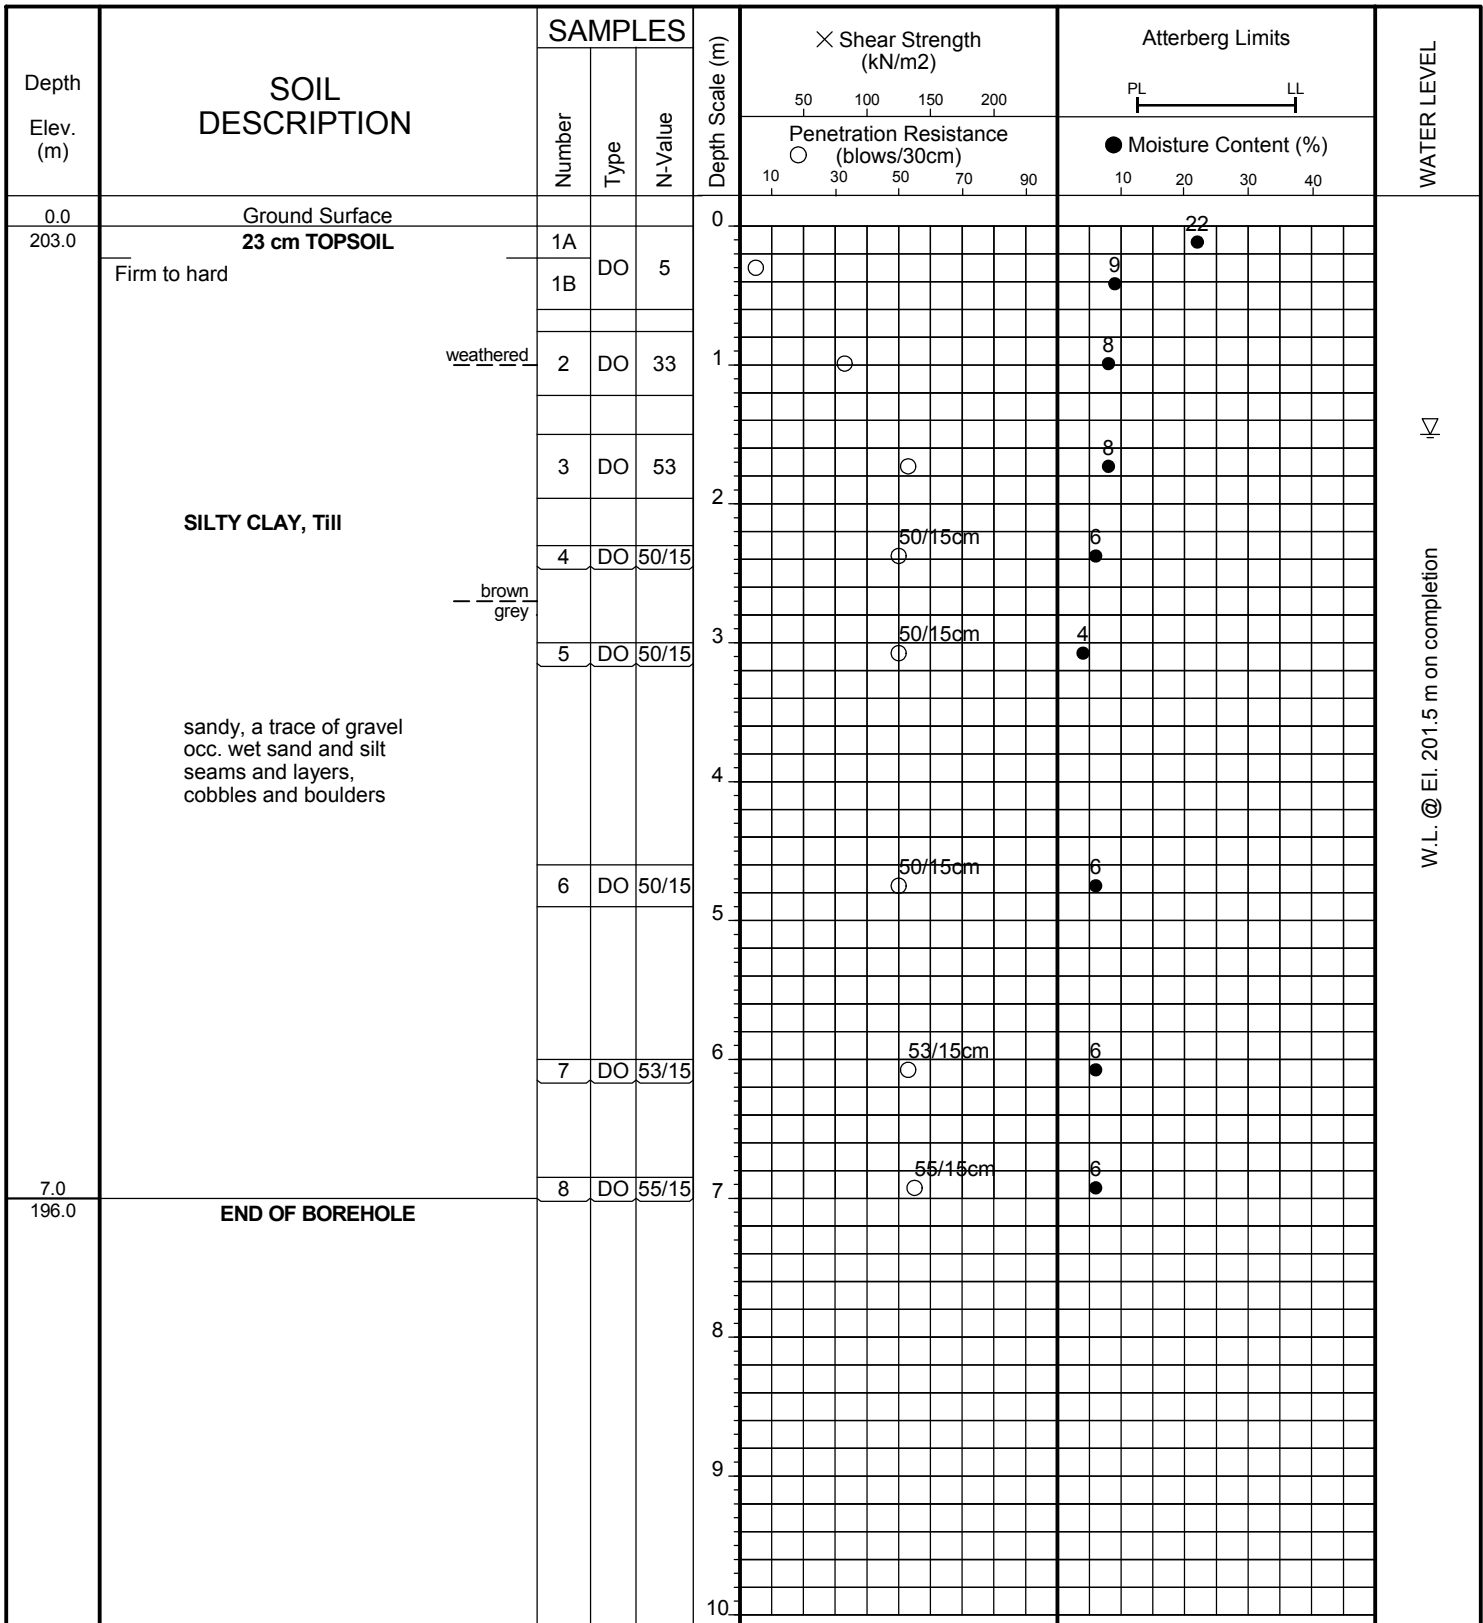 Depth
Elev.
(m)
SOIL
DESCRIPTION
SAMPLES
Number
Type
N-Value
Depth Scale (m)
× Shear Strength
(kN/m2)
50 100 150 200
Penetration Resistance
(blows/30cm)
10 30 50 70 90
Atterberg Limits
PL LL
Moisture Content (%)
10 20 30 40
WATER LEVEL
0.0 Ground Surface 0
203.0 23 cm TOPSOIL 1A 22
Firm to hard DO 5 9
1B
weathered 2 DO 33 1 8
3 DO 53 8
2
SILTY CLAY, Till
4 DO 50/15 50/15cm 6
brown
grey
3
5 DO 50/15 50/15cm 4
sandy, a trace of gravel
occ. wet sand and silt
seams and layers,
cobbles and boulders
4
6 DO 50/15 50/15cm 6
5
6
7 DO 53/15 53/15cm 6
8 DO 55/15 55/15cm 6
7.0 7
196.0 END OF BOREHOLE
8
9
10
W.L. @ El. 201.5 m on completion